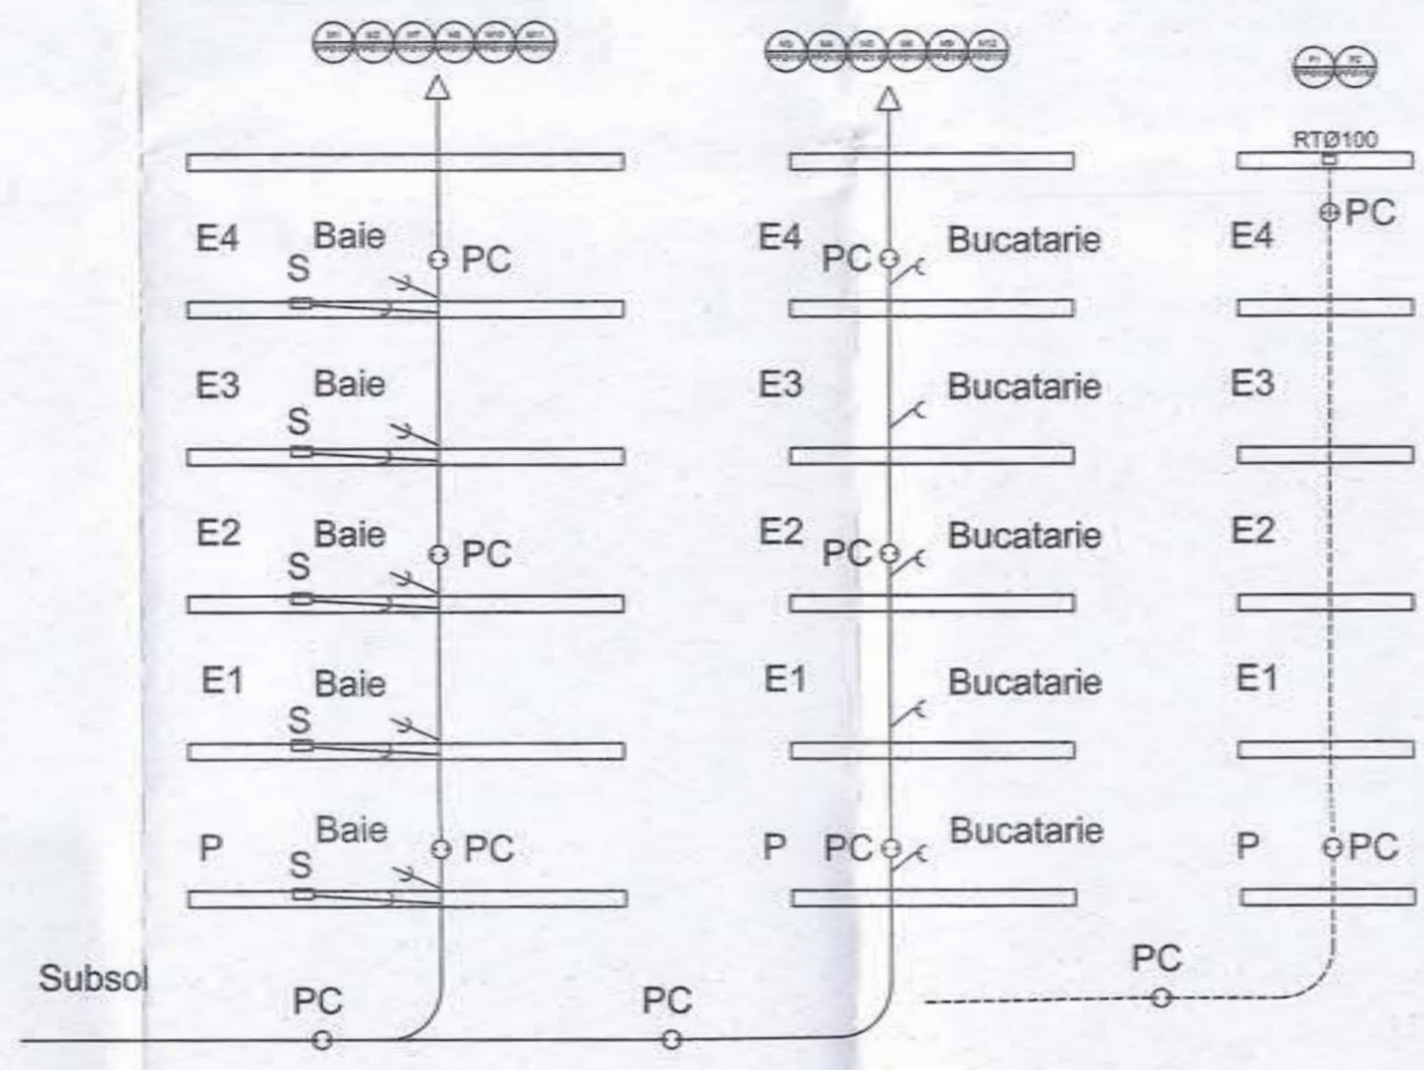 RTØ100
PC
E4 Baie PC
S
E4 PC Bucatarie
E4
E3 Baie
S
E3 Bucatarie
E3
E2 Baie PC
S
E2 PC Bucatarie
E2
E1 Baie
S
E1 Bucatarie
E1
P Baie PC
S
P PC Bucatarie
P PC
Subsol
PC
PC
PC